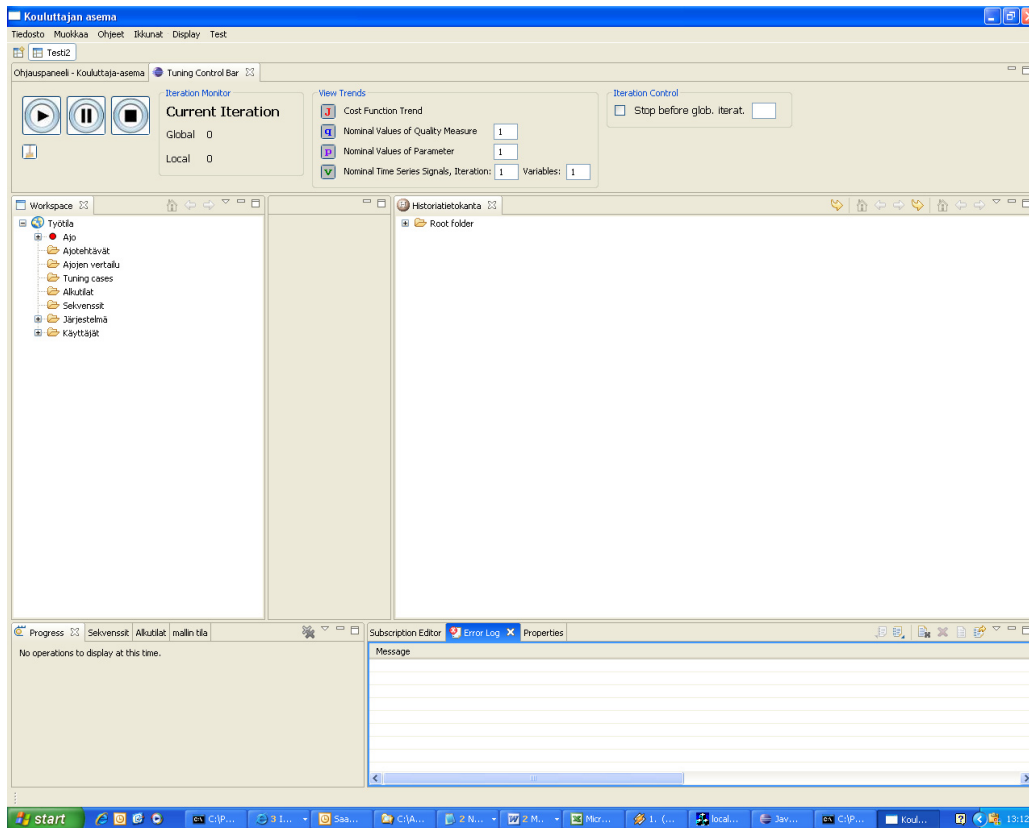 Kouluttajan asema
Tiedosto Muokkaa Ohjeet Ikkunat Display Test
Testi2
Ohjauspaneeli - Kouluttaja-asema Tuning Control Bar
Iteration Monitor
Current Iteration
Global 0
Local 0
View Trends
J Cost Function Trend
q Nominal Values of Quality Measure 1
p Nominal Values of Parameter 1
v Nominal Time Series Signals, Iteration: 1 Variables: 1
Iteration Control
Stop before glob. iterat.
Workspace
Työtila
Ajo
Ajotehtävät
Ajojen vertailu
Tuning cases
Alkutilat
Sekvenssit
Järjestelmä
Käyttäjät
Historiatietokanta
Root folder
Progress Sekvenssit Alkutilat mallin tila
No operations to display at this time.
Subscription Editor Error Log Properties
Message
start C:\P... 3 I... Saa... C:\A... 2 N... 2 M... Micr... 1. (... local... Jav... C:\P... Koul... 13:12